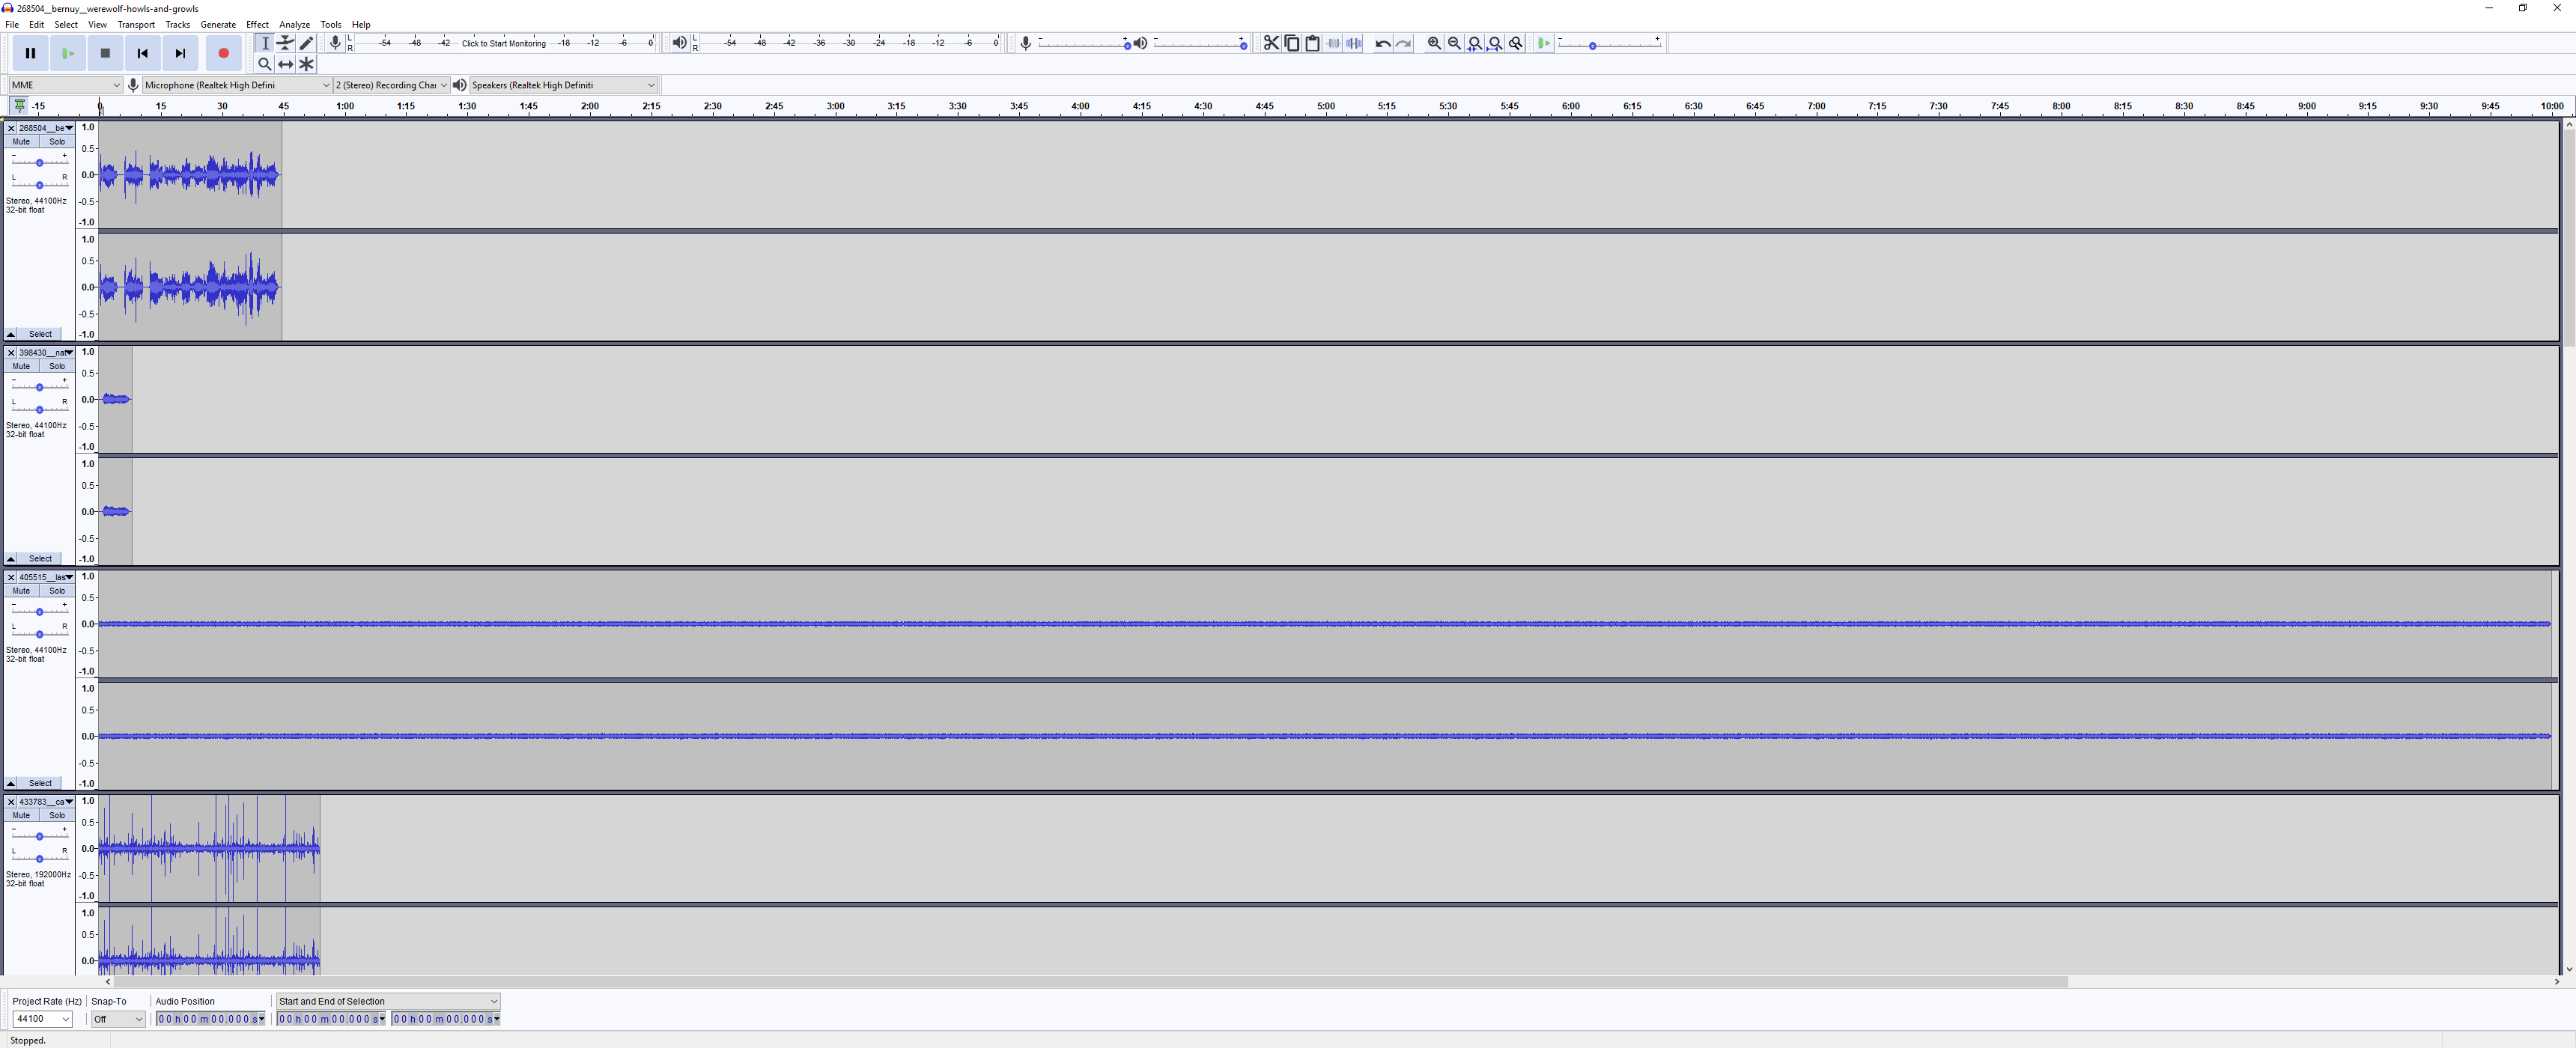 268504__bernuy__werewolf-howls-and-growls
File Edit Select View Transport Tracks Generate Effect Analyze Tools Help
L R -54 -48 -42 Click to Start Monitoring -18 -12 -6 0 L R -54 -48 -42 -36 -30 -24 -18 -12 -6 0 - + - + - +
MME Microphone (Realtek High Defini 2 (Stereo) Recording Chai Speakers (Realtek High Definiti
-15 0 15 30 45 1:00 1:15 1:30 1:45 2:00 2:15 2:30 2:45 3:00 3:15 3:30 3:45 4:00 4:15 4:30 4:45 5:00 5:15 5:30 5:45 6:00 6:15 6:30 6:45 7:00 7:15 7:30 7:45 8:00 8:15 8:30 8:45 9:00 9:15 9:30 9:45 10:00
268504__be 1.0
Mute Solo
- + 0.5
L R 0.0
Stereo, 44100Hz -0.5
32-bit float
-1.0
1.0
0.5
0.0
-0.5
Select -1.0
398430__nat 1.0
Mute Solo
- + 0.5
L R 0.0
Stereo, 44100Hz -0.5
32-bit float
-1.0
1.0
0.5
0.0
-0.5
Select -1.0
405515__las 1.0
Mute Solo
- + 0.5
L R 0.0
Stereo, 44100Hz -0.5
32-bit float
-1.0
1.0
0.5
0.0
-0.5
Select -1.0
433783__ca 1.0
Mute Solo
- + 0.5
L R 0.0
Stereo, 192000Hz -0.5
32-bit float
-1.0
1.0
0.5
0.0
Project Rate (Hz) Snap-To Audio Position Start and End of Selection
44100 Off 00 h 00 m 00,000 s 00 h 00 m 00,000 s 00 h 00 m 00,000 s
Stopped.